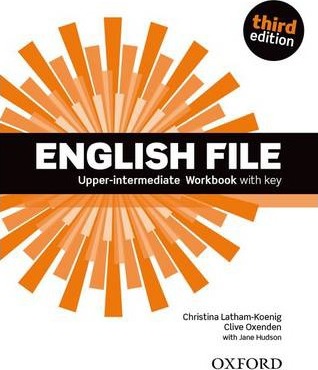 third
edition
ENGLISH FILE
Upper-intermediate Workbook with key
Christina Latham-Koenig
Clive Oxenden
with Jane Hudson
OXFORD